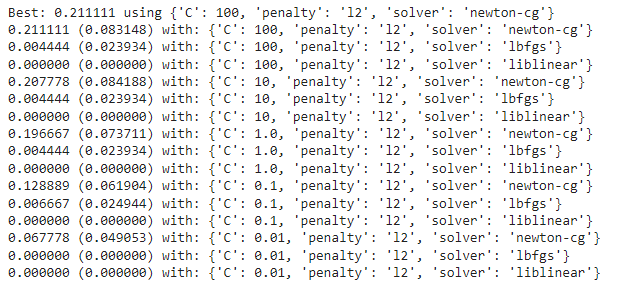 Best: 0.211111 using {'C': 100, 'penalty': 'l2', 'solver': 'newton-cg'}
0.211111 (0.083148) with: {'C': 100, 'penalty': 'l2', 'solver': 'newton-cg'}
0.004444 (0.023934) with: {'C': 100, 'penalty': 'l2', 'solver': 'lbfgs'}
0.000000 (0.000000) with: {'C': 100, 'penalty': 'l2', 'solver': 'liblinear'}
0.207778 (0.084188) with: {'C': 10, 'penalty': 'l2', 'solver': 'newton-cg'}
0.004444 (0.023934) with: {'C': 10, 'penalty': 'l2', 'solver': 'lbfgs'}
0.000000 (0.000000) with: {'C': 10, 'penalty': 'l2', 'solver': 'liblinear'}
0.196667 (0.073711) with: {'C': 1.0, 'penalty': 'l2', 'solver': 'newton-cg'}
0.004444 (0.023934) with: {'C': 1.0, 'penalty': 'l2', 'solver': 'lbfgs'}
0.000000 (0.000000) with: {'C': 1.0, 'penalty': 'l2', 'solver': 'liblinear'}
0.128889 (0.061904) with: {'C': 0.1, 'penalty': 'l2', 'solver': 'newton-cg'}
0.006667 (0.024944) with: {'C': 0.1, 'penalty': 'l2', 'solver': 'lbfgs'}
0.000000 (0.000000) with: {'C': 0.1, 'penalty': 'l2', 'solver': 'liblinear'}
0.067778 (0.049053) with: {'C': 0.01, 'penalty': 'l2', 'solver': 'newton-cg'}
0.000000 (0.000000) with: {'C': 0.01, 'penalty': 'l2', 'solver': 'lbfgs'}
0.000000 (0.000000) with: {'C': 0.01, 'penalty': 'l2', 'solver': 'liblinear'}